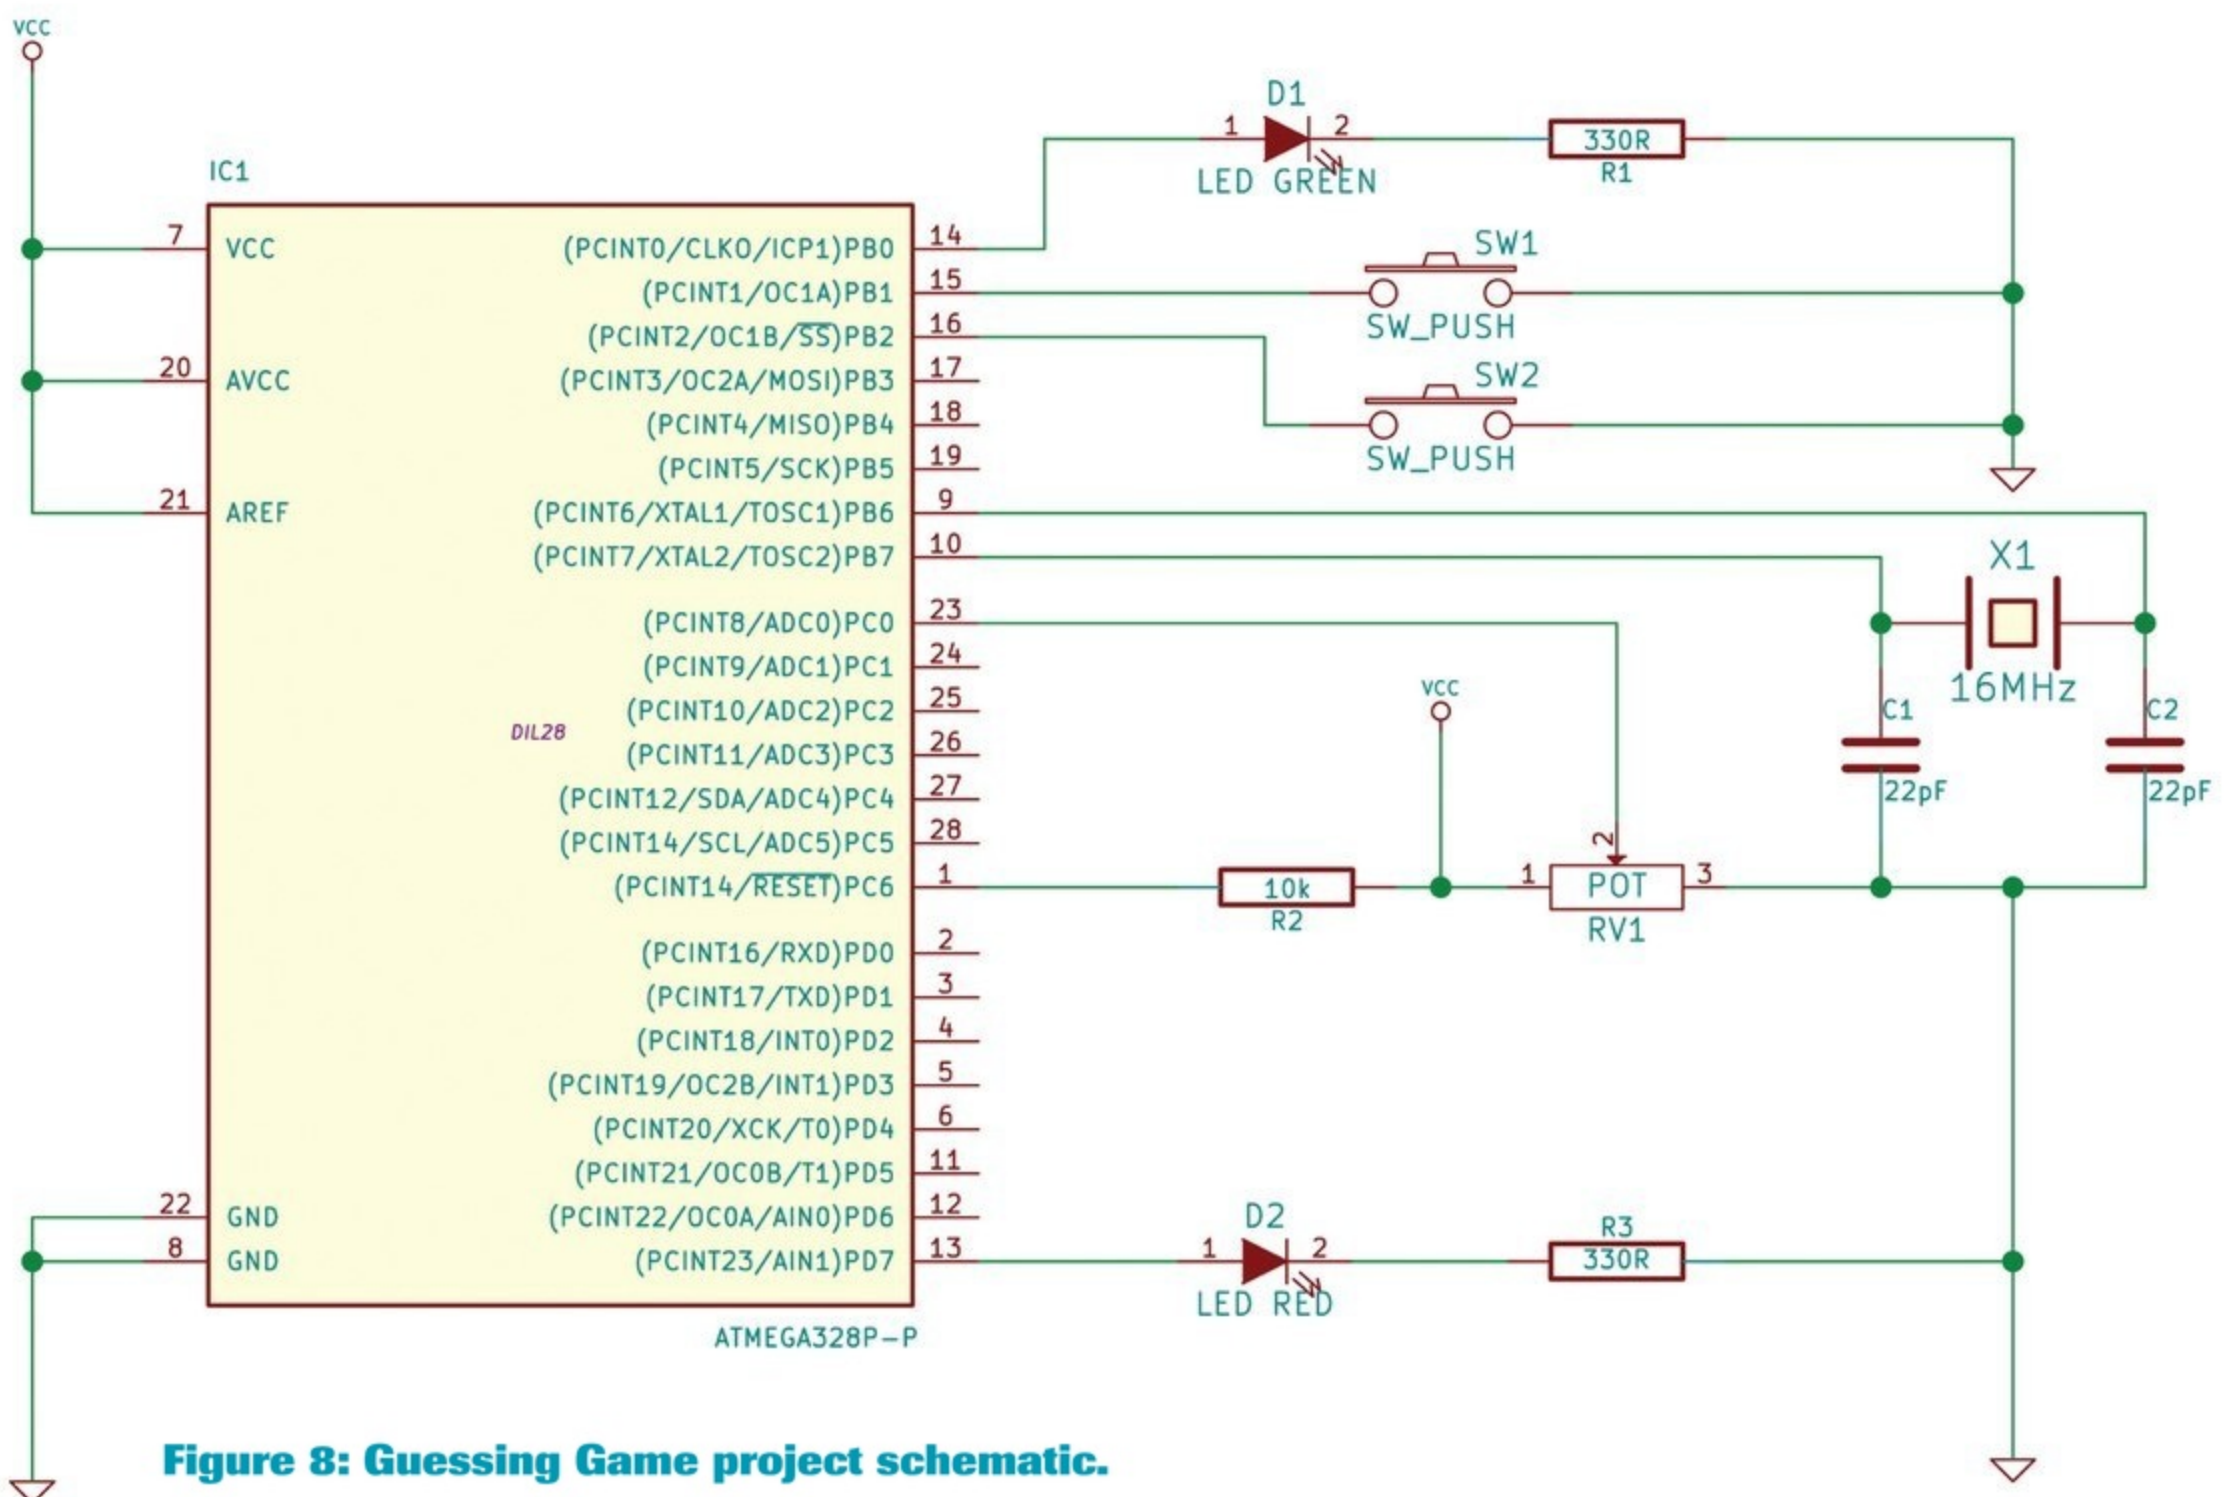 VCC
D1
1
2
330R
LED GREEN
R1
IC1
7
VCC
(PCINT0/CLKO/ICP1)PB0
14
SW1
(PCINT1/OC1A)PB1
15
SW_PUSH
(PCINT2/OC1B/SS)PB2
16
20
AVCC
(PCINT3/OC2A/MOSI)PB3
17
SW2
(PCINT4/MISO)PB4
18
SW_PUSH
(PCINT5/SCK)PB5
19
21
AREF
(PCINT6/XTAL1/TOSC1)PB6
9
(PCINT7/XTAL2/TOSC2)PB7
10
X1
16MHz
(PCINT8/ADC0)PC0
23
(PCINT9/ADC1)PC1
24
VCC
C1
22pF
C2
22pF
(PCINT10/ADC2)PC2
25
DIL28
(PCINT11/ADC3)PC3
26
(PCINT12/SDA/ADC4)PC4
27
(PCINT14/SCL/ADC5)PC5
28
(PCINT14/RESET)PC6
1
10k
R2
1
2
POT
3
RV1
(PCINT16/RXD)PD0
2
(PCINT17/TXD)PD1
3
(PCINT18/INT0)PD2
4
(PCINT19/OC2B/INT1)PD3
5
(PCINT20/XCK/T0)PD4
6
(PCINT21/OC0B/T1)PD5
11
22
GND
(PCINT22/OC0A/AIN0)PD6
12
8
GND
(PCINT23/AIN1)PD7
13
D2
1
2
LED RED
R3
330R
ATMEGA328P-P
Figure 8: Guessing Game project schematic.